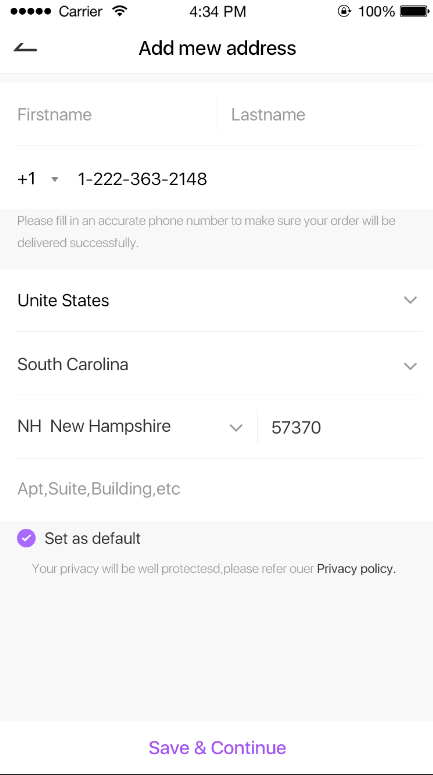 Carrier 4:34 PM 100%
Add mew address
Firstname Lastname
+1 1-222-363-2148
Please fill in an accurate phone number to make sure your order will be
delivered successfully.
Unite States
South Carolina
NH New Hampshire 57370
Apt,Suite,Building,etc
Set as default
Your privacy will be well protectesd,please refer ouer Privacy policy.
Save & Continue